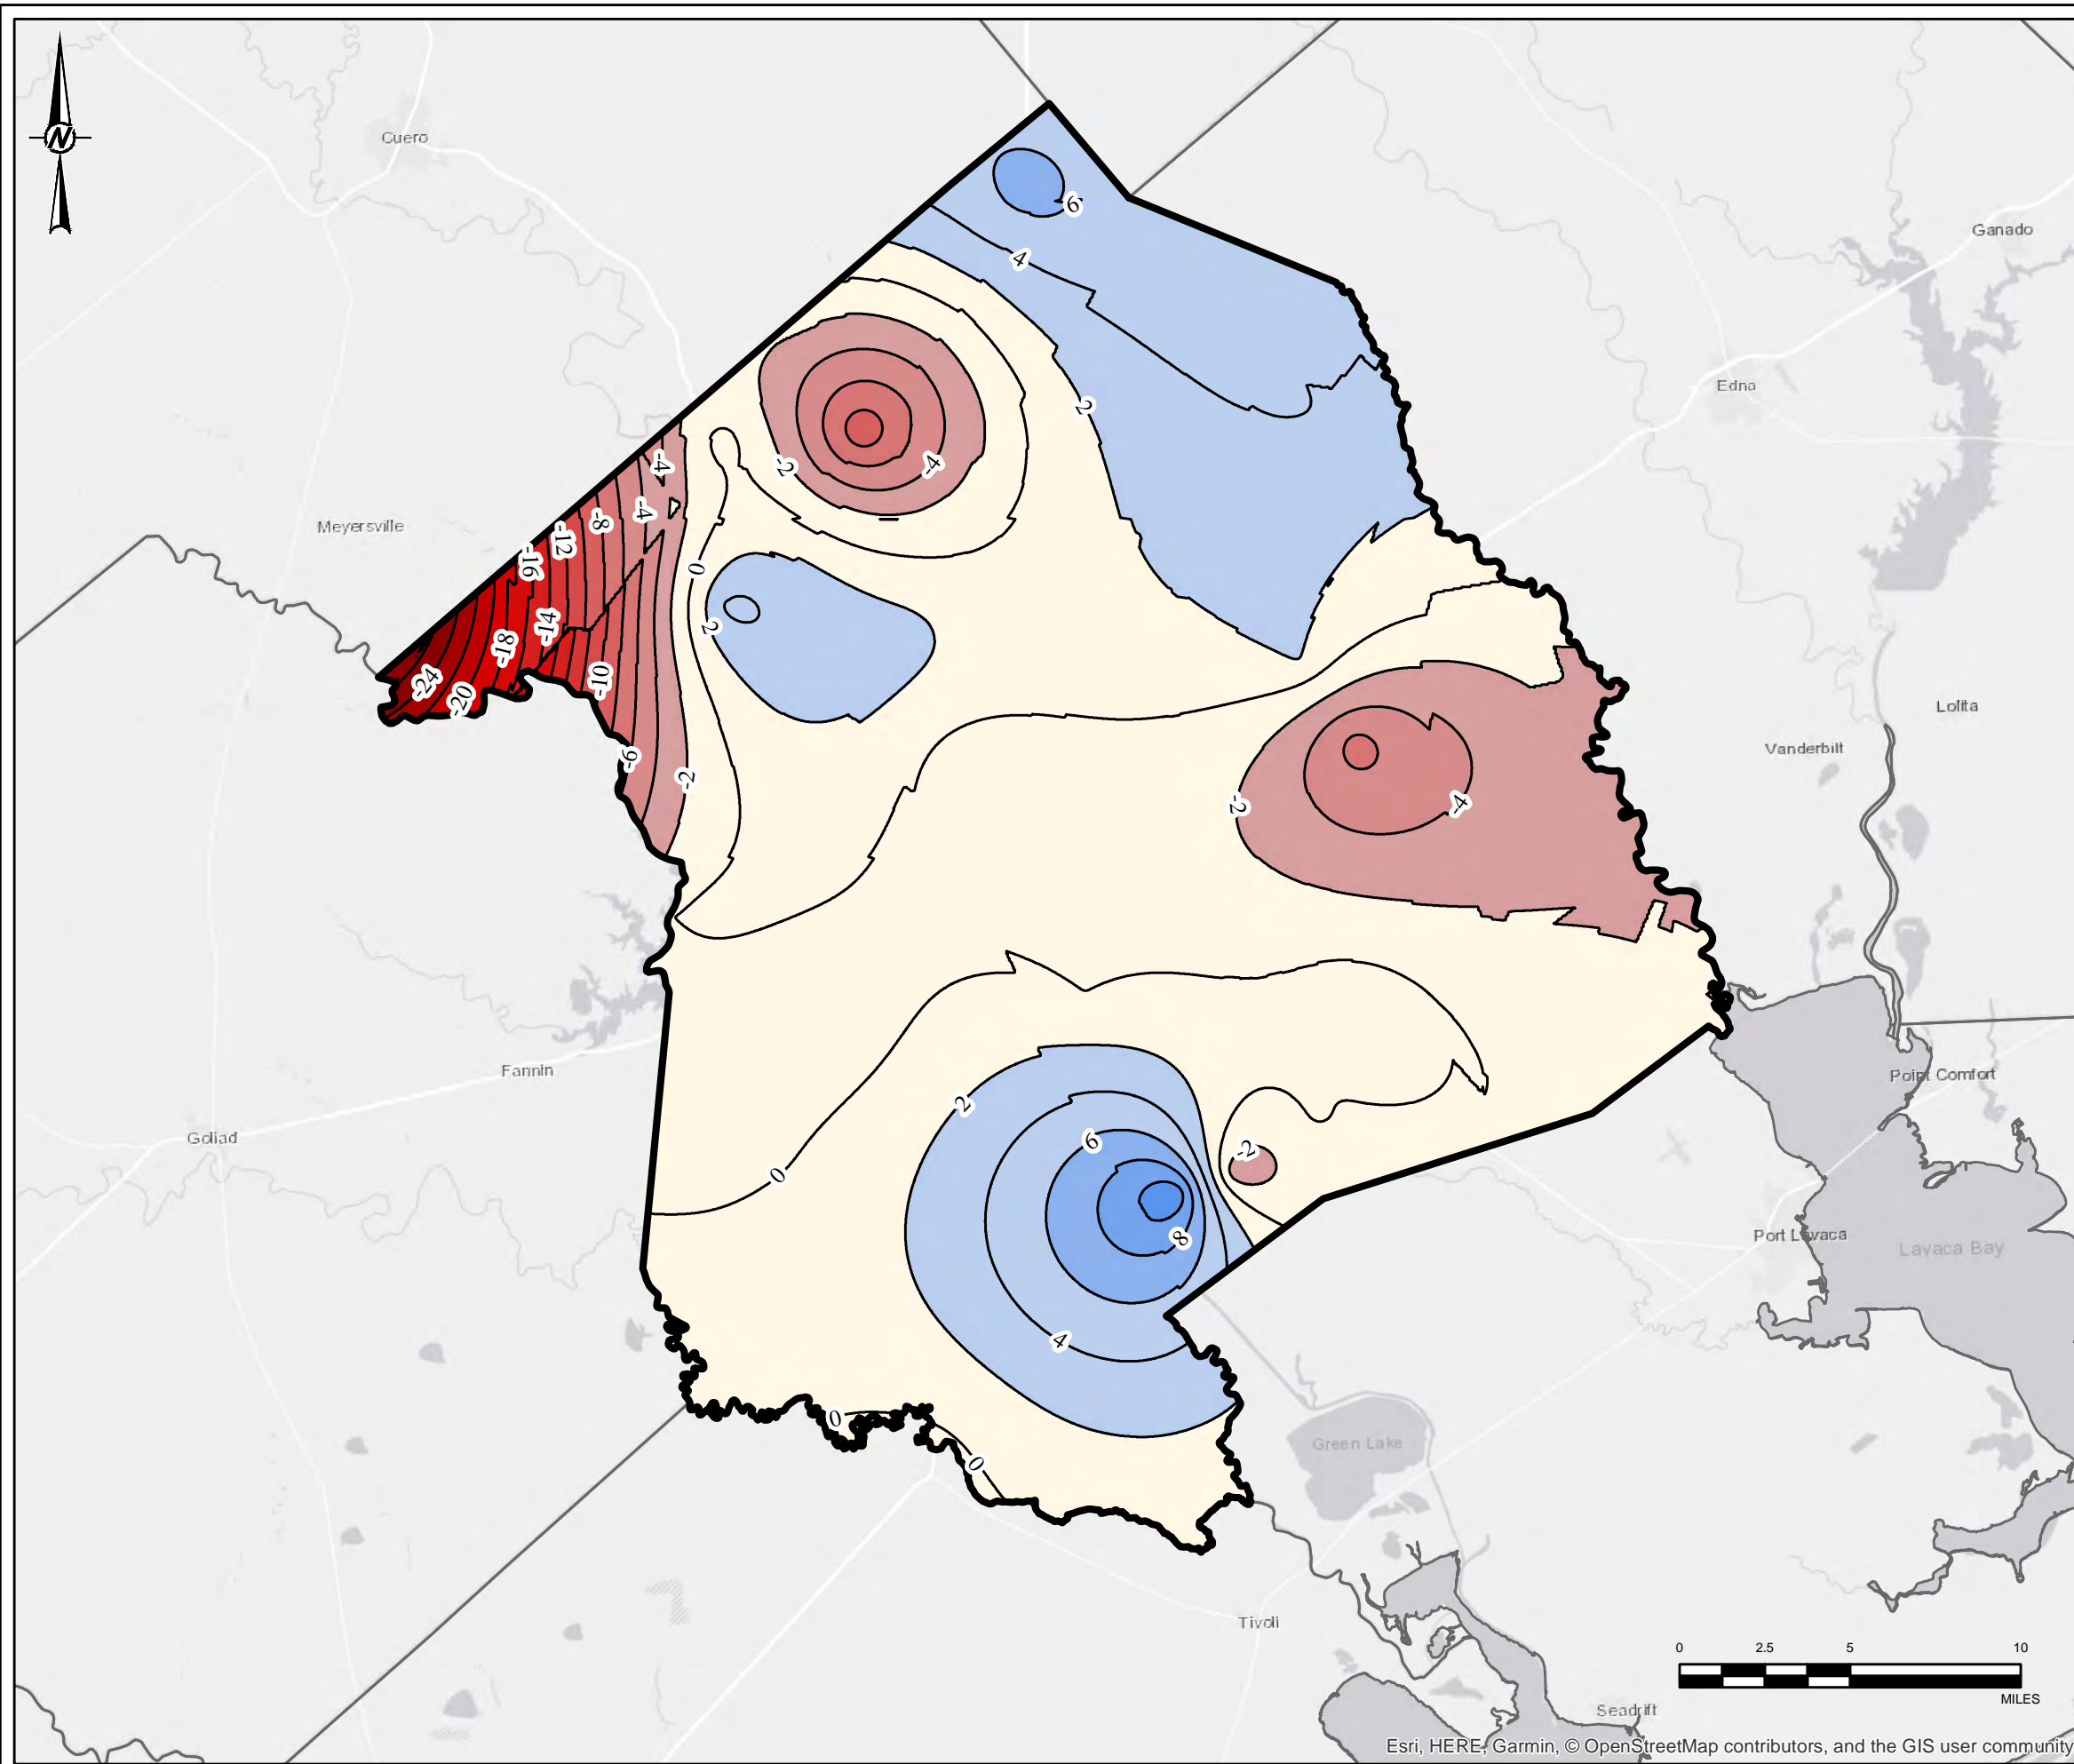 N
Cuero
6
Ganado
4
Edna
2
-4
-2
-4
-8
-4
Meyersville
-12
-16
0
2
-14
-18
-10
-24
-20
Lolita
Vanderbilt
-6
-2
-2
-4
Fannin
Point Comfort
2
Goliad
6
-2
0
8
Port Lavaca
Lavaca Bay
4
0
Green Lake
0
Tivoli
0 2.5 5 10
MILES
Seadrift
Esri, HERE, Garmin, © OpenStreetMap contributors, and the GIS user community